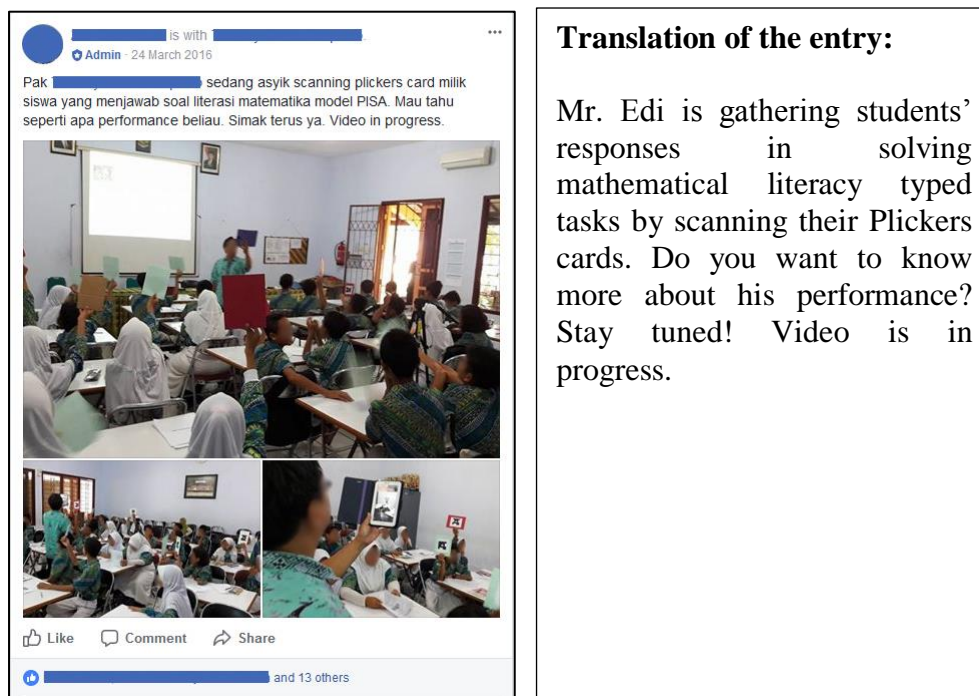 is with
Admin · 24 March 2016
Pak sedang asyik scanning plickers card milik
siswa yang menjawab soal literasi matematika model PISA. Mau tahu
seperti apa performance beliau. Simak terus ya. Video in progress.
Like Comment Share
and 13 others
Translation of the entry:
Mr. Edi is gathering students’
responses in solving
mathematical literacy typed
tasks by scanning their Plickers
cards. Do you want to know
more about his performance?
Stay tuned! Video is in
progress.